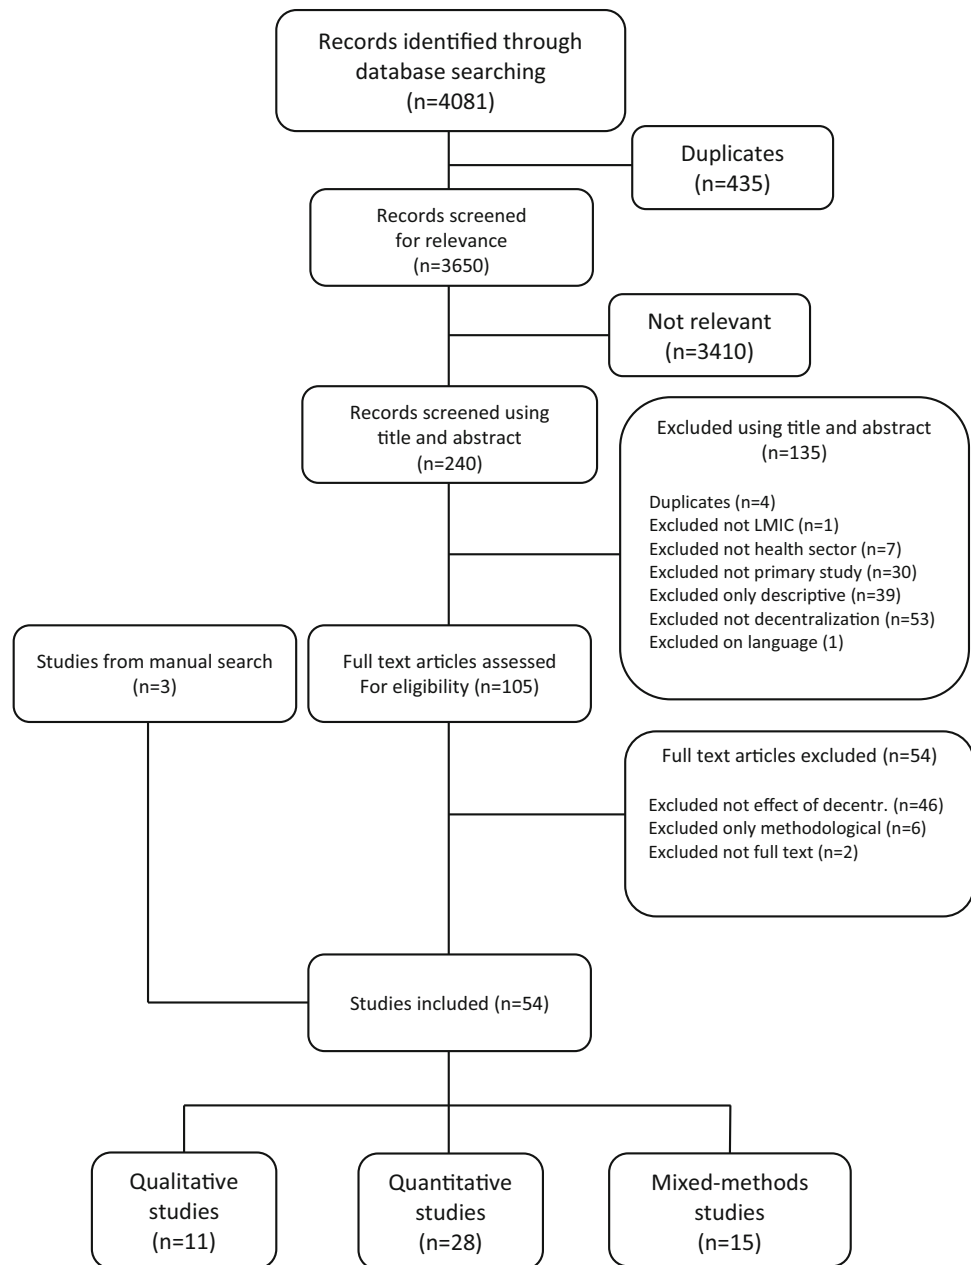 Records identified through
database searching
(n=4081)
Duplicates
(n=435)
Records screened
for relevance
(n=3650)
Not relevant
(n=3410)
Records screened using
title and abstract
(n=240)
Excluded using title and abstract
(n=135)
Duplicates (n=4)
Excluded not LMIC (n=1)
Excluded not health sector (n=7)
Excluded not primary study (n=30)
Excluded only descriptive (n=39)
Excluded not decentralization (n=53)
Excluded on language (1)
Studies from manual search
(n=3)
Full text articles assessed
For eligibility (n=105)
Full text articles excluded (n=54)
Excluded not effect of decentr. (n=46)
Excluded only methodological (n=6)
Excluded not full text (n=2)
Studies included (n=54)
Qualitative
studies
(n=11)
Quantitative
studies
(n=28)
Mixed-methods
studies
(n=15)